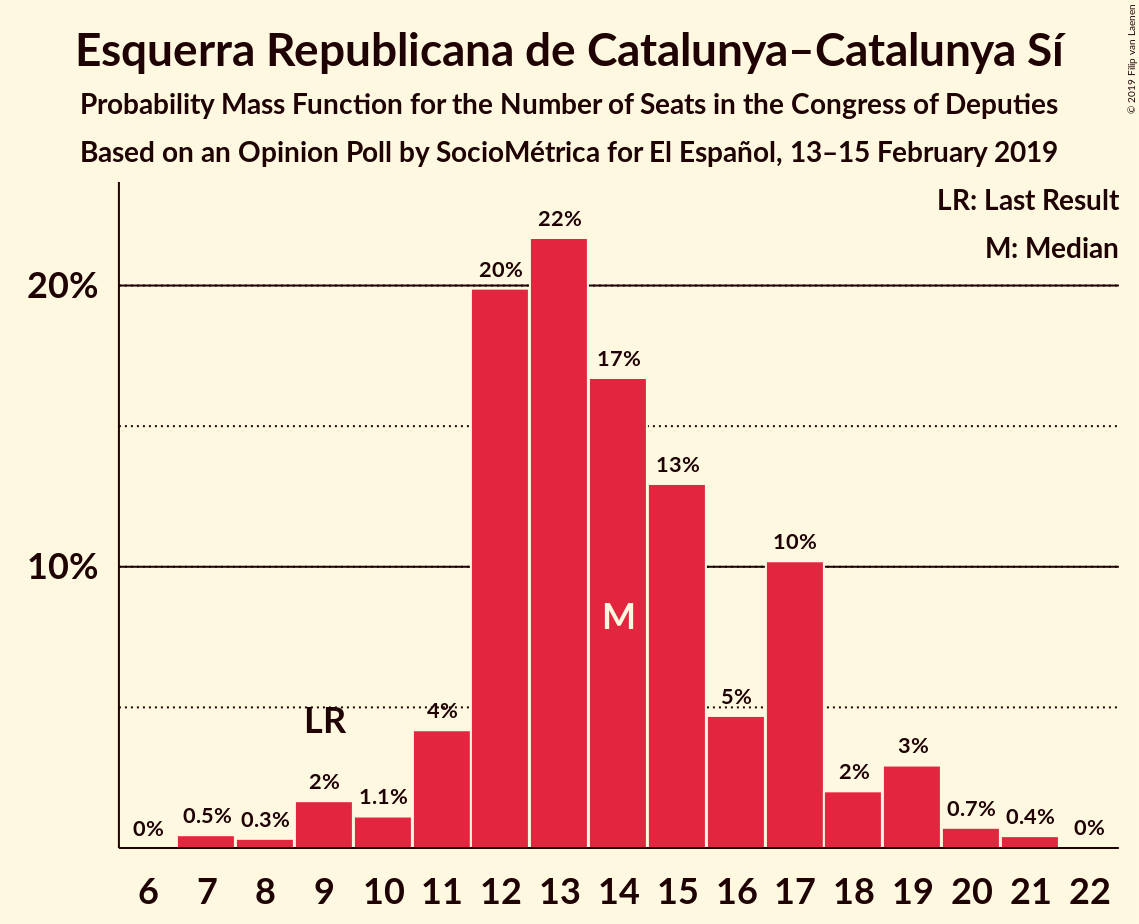 Esquerra Republicana de Catalunya–Catalunya Sí
Probability Mass Function for the Number of Seats in the Congress of Deputies
Based on an Opinion Poll by SocioMétrica for El Español, 13–15 February 2019
© 2019 Filip van Laenen
LR: Last Result
M: Median
20%
10%
0%
0.5%
0.3%
2%
1.1%
4%
20%
22%
17%
13%
5%
10%
2%
3%
0.7%
0.4%
0%
LR
M
6 7 8 9 10 11 12 13 14 15 16 17 18 19 20 21 22